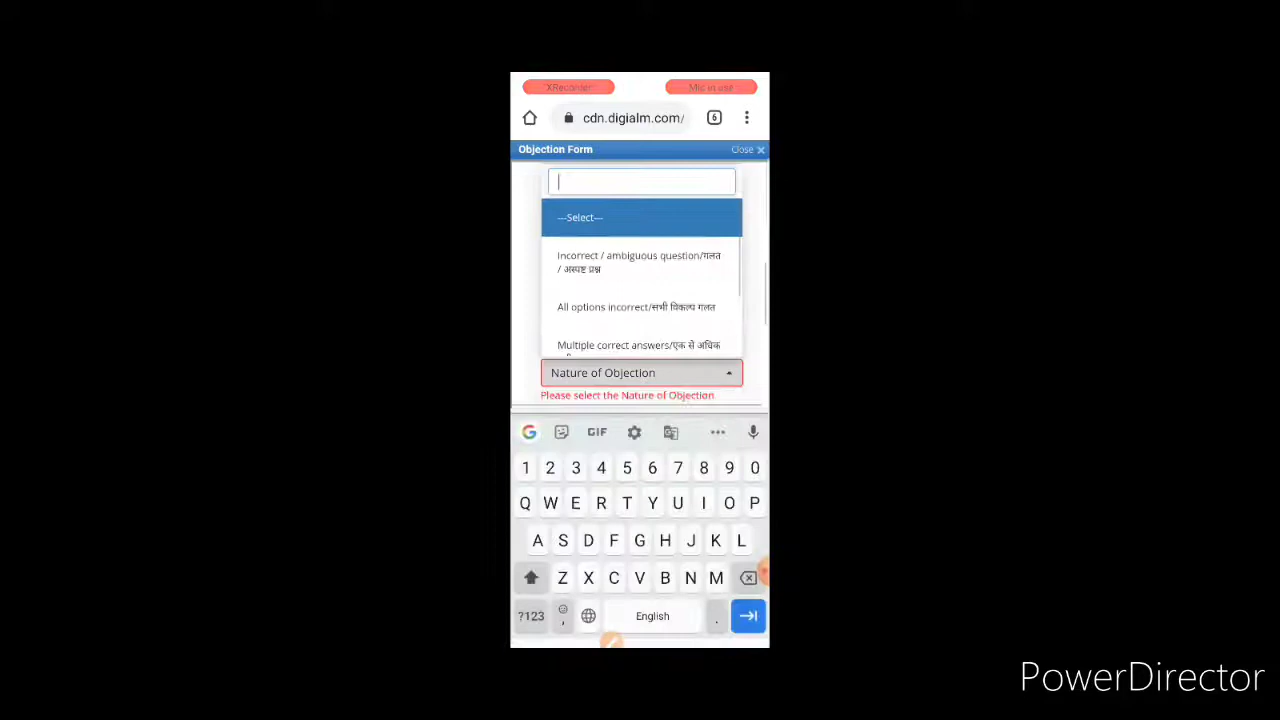 XRecorder
Mic in use
cdn.digialm.com/
6
Objection Form
Close ×
---Select---
Incorrect / ambiguous question/गलत
/ अस्पष्ट प्रश्न
All options incorrect/सभी विकल्प गलत
Multiple correct answers/एक से अधिक
Nature of Objection
Please select the Nature of Objection
GIF
1 2 3 4 5 6 7 8 9 0
Q W E R T Y U I O P
A S D F G H J K L
Z X C V B N M
?123 , English .
PowerDirector